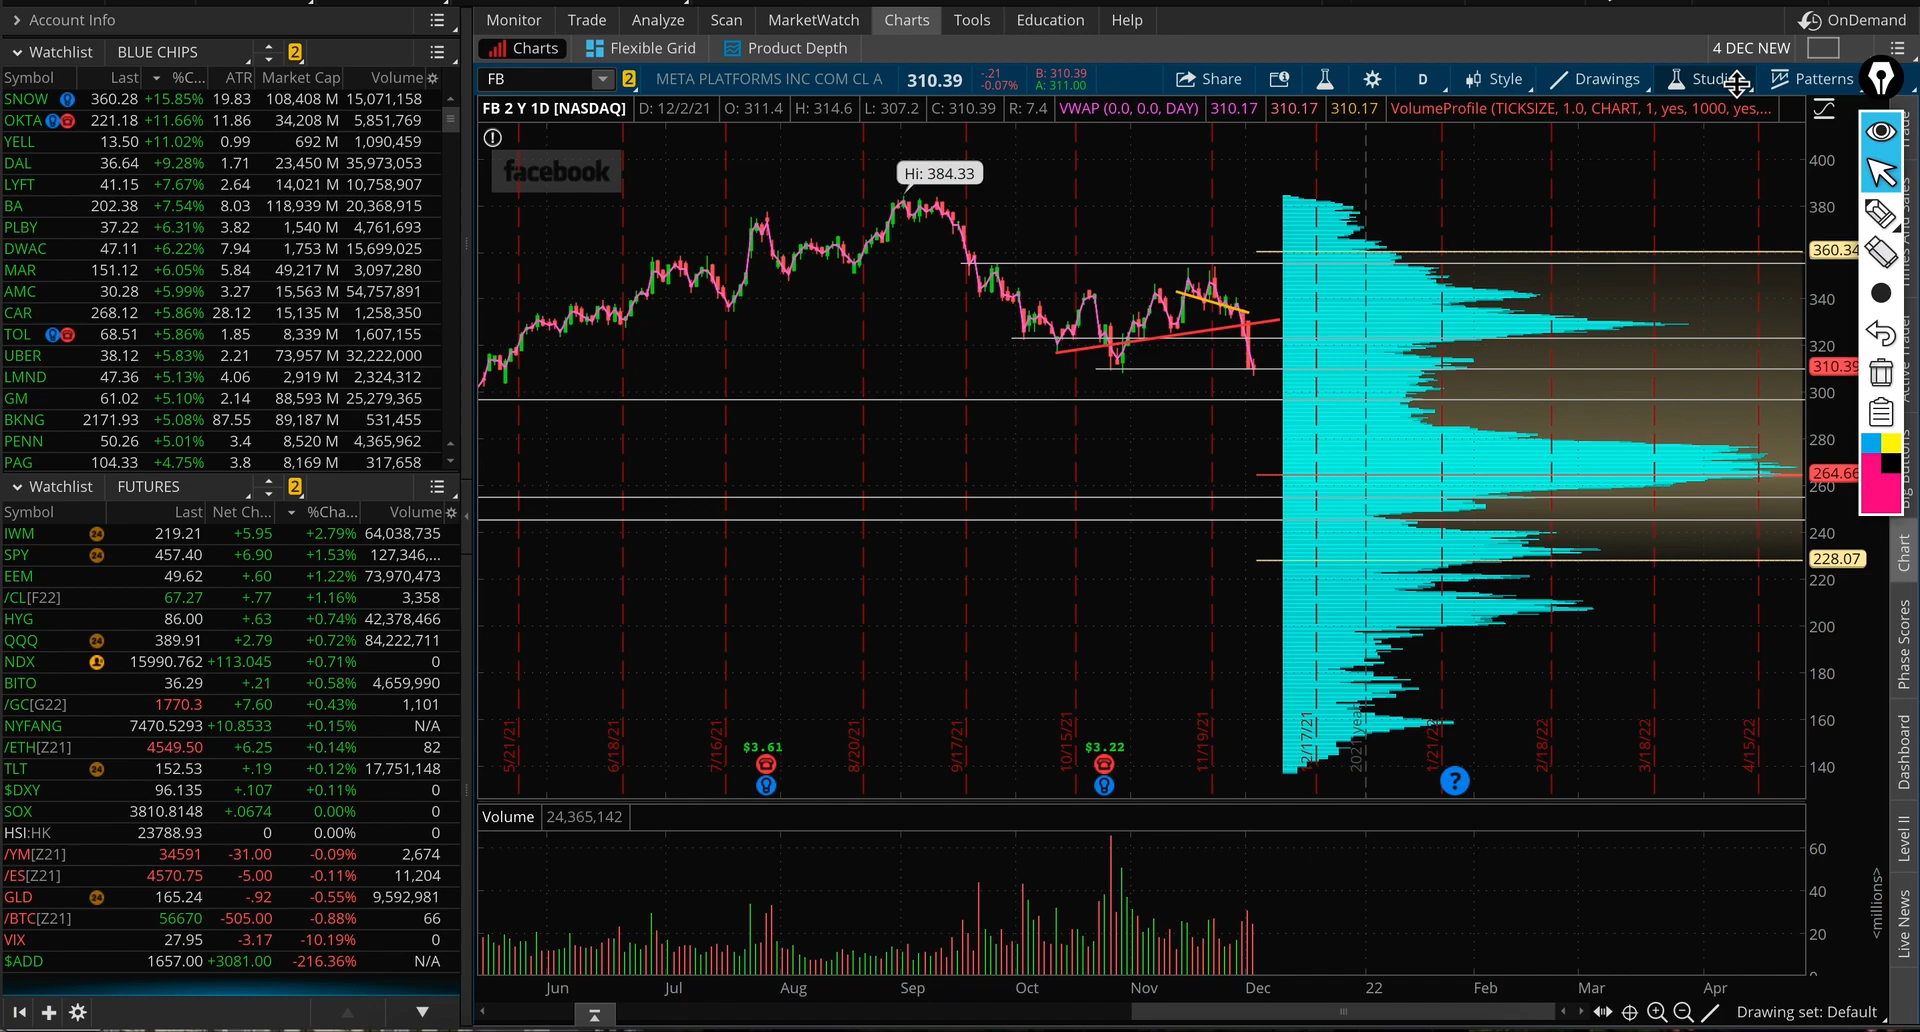 Account Info
Watchlist BLUE CHIPS 2
Symbol Last %C... ATR Market Cap Volume
SNOW 360.28 +15.85% 19.83 108,408 M 15,071,158
OKTA 221.18 +11.66% 11.86 34,208 M 5,851,769
YELL 13.50 +11.02% 0.99 692 M 1,090,459
DAL 36.64 +9.28% 1.71 23,450 M 35,973,053
LYFT 41.15 +7.67% 2.64 14,021 M 10,758,907
BA 202.38 +7.54% 8.03 118,939 M 20,368,915
PLBY 37.22 +6.31% 3.82 1,540 M 4,761,693
DWAC 47.11 +6.22% 7.94 1,753 M 15,699,025
MAR 151.12 +6.05% 5.84 49,217 M 3,097,280
AMC 30.28 +5.99% 3.27 15,563 M 54,757,891
CAR 268.12 +5.86% 28.12 15,135 M 1,258,350
TOL 68.51 +5.86% 1.85 8,339 M 1,607,155
UBER 38.12 +5.83% 2.21 73,957 M 32,222,000
LMND 47.36 +5.13% 4.06 2,919 M 2,324,312
GM 61.02 +5.10% 2.14 88,593 M 25,279,365
BKNG 2171.93 +5.08% 87.55 89,187 M 531,455
PENN 50.26 +5.01% 3.4 8,520 M 4,365,962
PAG 104.33 +4.75% 3.8 8,169 M 317,658
Watchlist FUTURES 2
Symbol Last Net Ch... %Cha... Volume
IWM 24 219.21 +5.95 +2.79% 64,038,735
SPY 24 457.40 +6.90 +1.53% 127,346,...
EEM 49.62 +.60 +1.22% 73,970,473
/CL[F22] 67.27 +.77 +1.16% 3,358
HYG 86.00 +.63 +0.74% 42,378,466
QQQ 24 389.91 +2.79 +0.72% 84,222,711
NDX 15990.762 +113.045 +0.71% 0
BITO 36.29 +.21 +0.58% 4,659,990
/GC[G22] 1770.3 +7.60 +0.43% 1,101
NYFANG 7470.5293 +10.8533 +0.15% N/A
/ETH[Z21] 4549.50 +6.25 +0.14% 82
TLT 24 152.53 +.19 +0.12% 17,751,148
$DXY 96.135 +.107 +0.11% 0
SOX 3810.8148 +.0674 0.00% 0
HSI:HK 23788.93 0 0.00% 0
/YM[Z21] 34591 -31.00 -0.09% 2,674
/ES[Z21] 4570.75 -5.00 -0.11% 11,204
GLD 24 165.24 -.92 -0.55% 9,592,981
/BTC[Z21] 56670 -505.00 -0.88% 66
VIX 27.95 -3.17 -10.19% 0
$ADD 1657.00 +3081.00 -216.36% N/A
Monitor Trade Analyze Scan MarketWatch Charts Tools Education Help OnDemand
Charts Flexible Grid Product Depth 4 DEC NEW
FB 2 META PLATFORMS INC COM CL A 310.39 -.21 -0.07% B: 310.39 A: 311.00 Share D Style Drawings Patterns
FB 2 Y 1D [NASDAQ] D: 12/2/21 O: 311.4 H: 314.6 L: 307.2 C: 310.39 R: 7.4 VWAP (0.0, 0.0, DAY) 310.17 310.17 310.17 VolumeProfile (TICKSIZE, 1.0, CHART, 1, yes, 1000, yes,...
facebook
Hi: 384.33
400
380
360.34
340
320
310.39
300
280
264.66
260
240
228.07
220
200
180
160
140
5/21/21 6/18/21 7/16/21 8/20/21 9/17/21 10/15/21 11/19/21 2021 year 1/21/22 2/18/22 3/18/22 4/15/22
$3.61 $3.22
?
Volume 24,365,142
60
40
20
<millions>
Jun Jul Aug Sep Oct Nov Dec 22 Feb Mar Apr
Drawing set: Default
Chart
Phase Scores
Dashboard
Level II
Live News